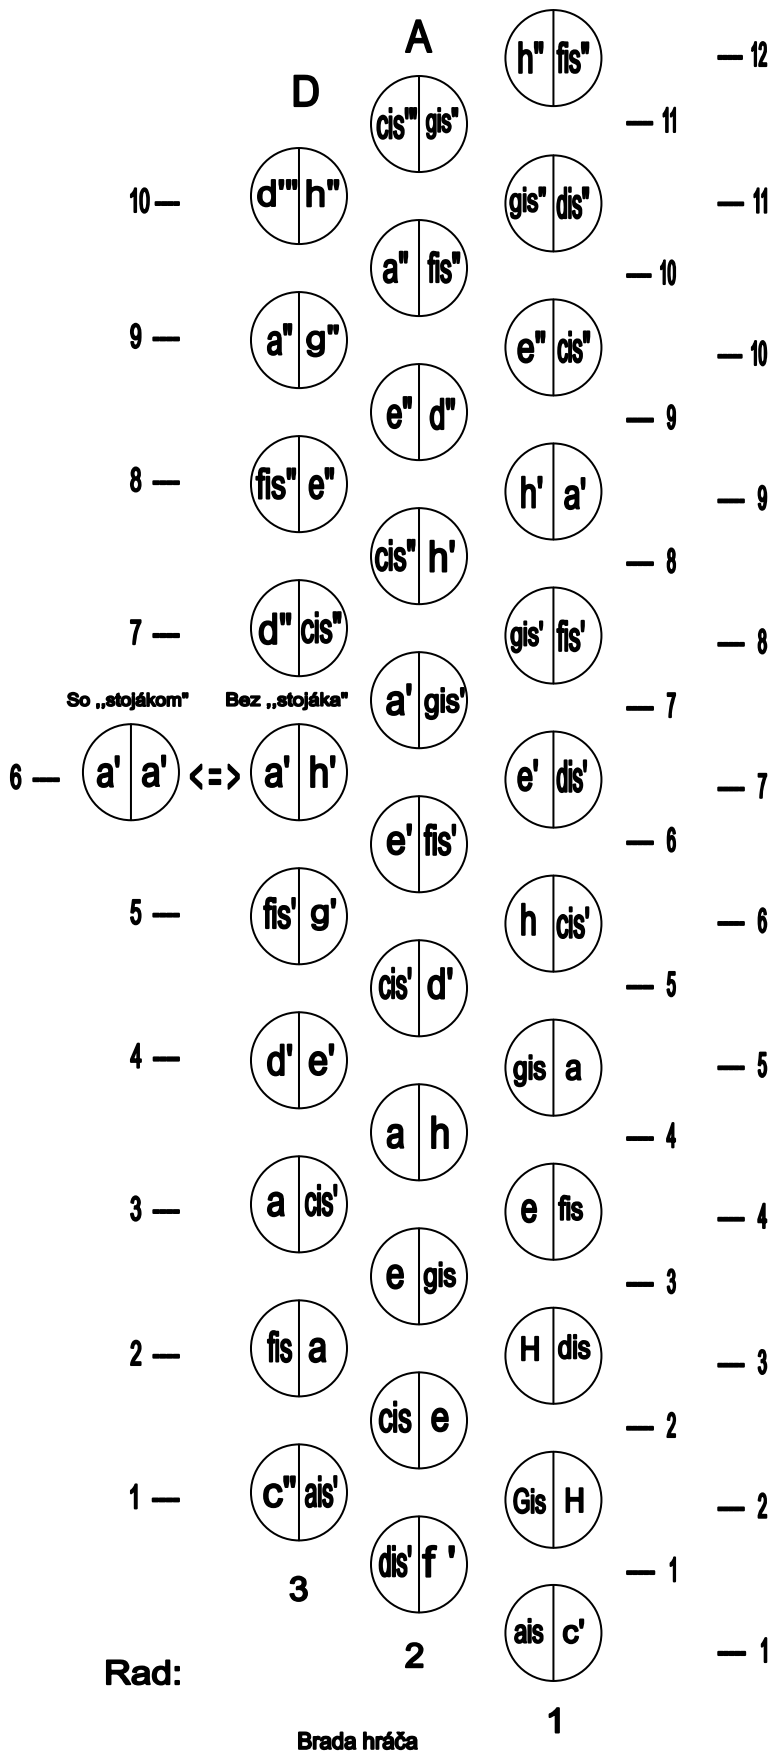 h" fis" — 12
A
cis'" gis" — 11
D
10 — d'" h"
gis" dis" — 11
a" fis" — 10
9 — a" g"
e" cis" — 10
e" d" — 9
8 — fis" e"
h' a' — 9
cis" h' — 8
7 — d" cis"
gis' fis' — 8
So ,,stojákom" Bez ,,stojáka"
a' gis' — 7
6 — a' a' <=> a' h'
e' dis' — 7
e' fis' — 6
5 — fis' g'
h cis' — 6
cis' d' — 5
4 — d' e'
gis a — 5
a h — 4
3 — a cis'
e fis — 4
e gis — 3
2 — fis a
H dis — 3
cis e — 2
1 — c" ais'
Gis H — 2
dis' f ' — 1
3
ais c' — 1
2
Rad:
1
Brada hráča